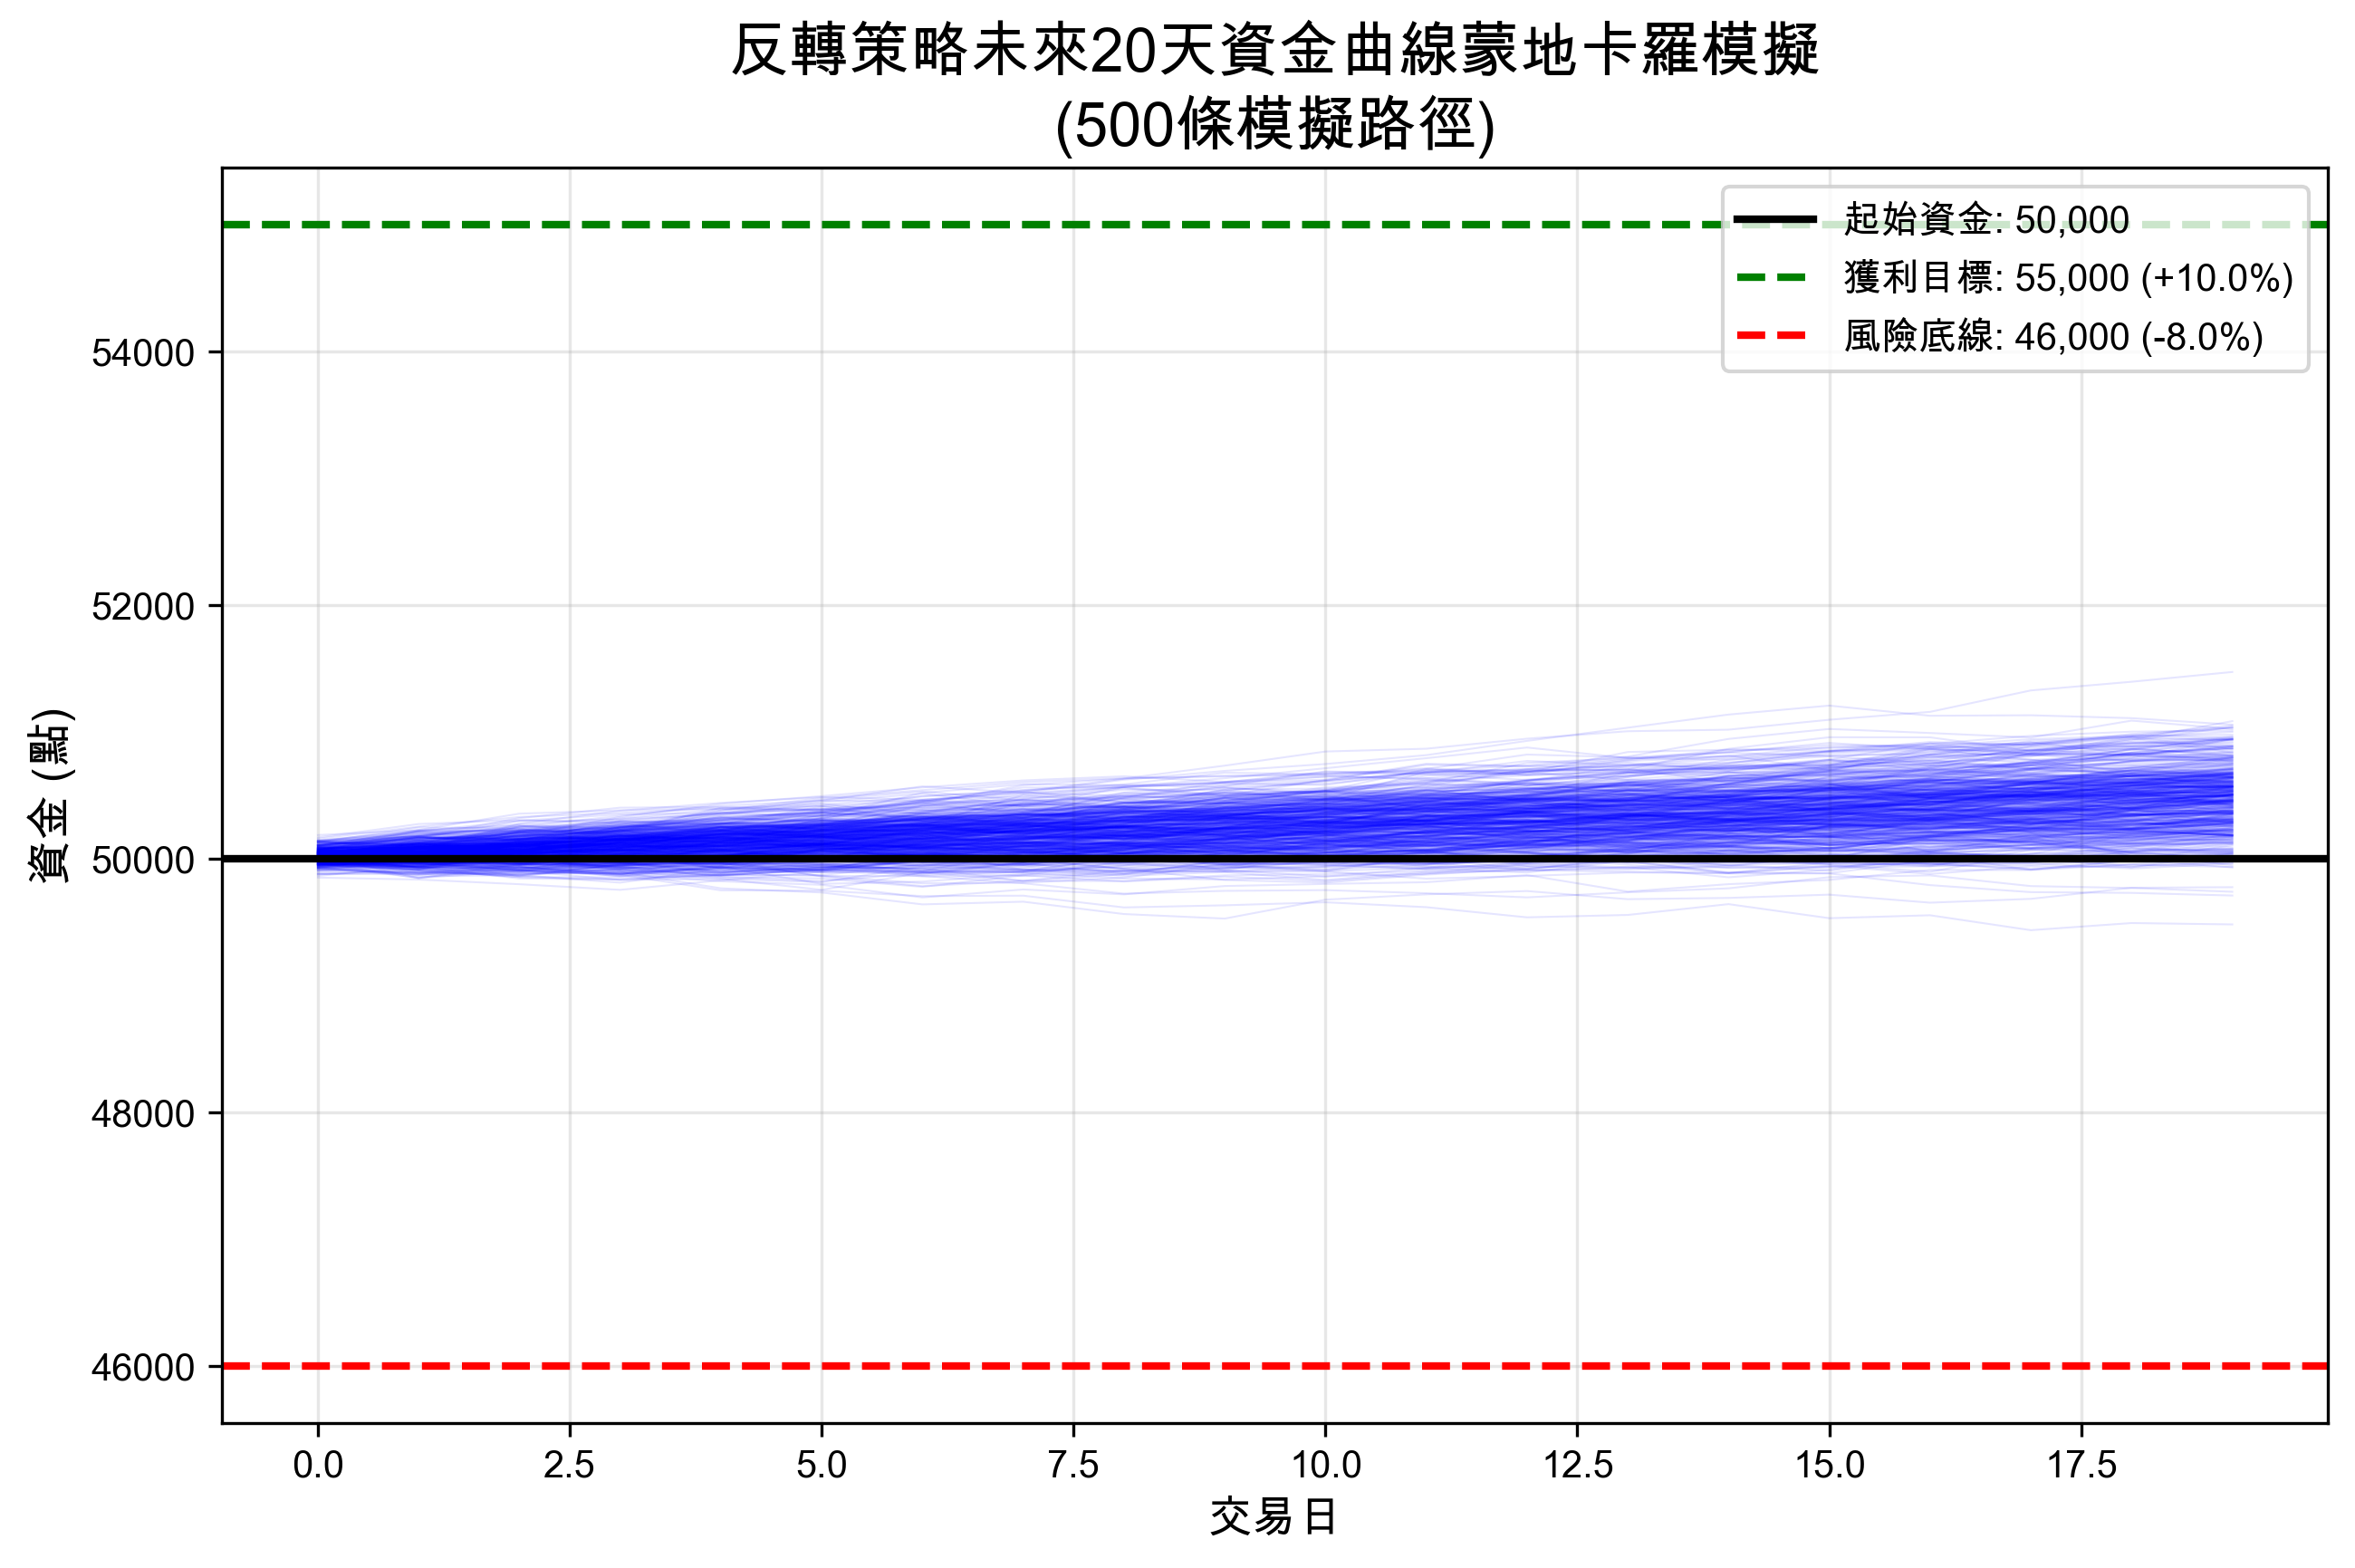 反轉策略未來20天資金曲線蒙地卡羅模擬
(500條模擬路徑)
起始資金: 50,000
獲利目標: 55,000 (+10.0%)
風險底線: 46,000 (-8.0%)
資金 (點)
54000
52000
50000
48000
46000
0.0 2.5 5.0 7.5 10.0 12.5 15.0 17.5
交易日